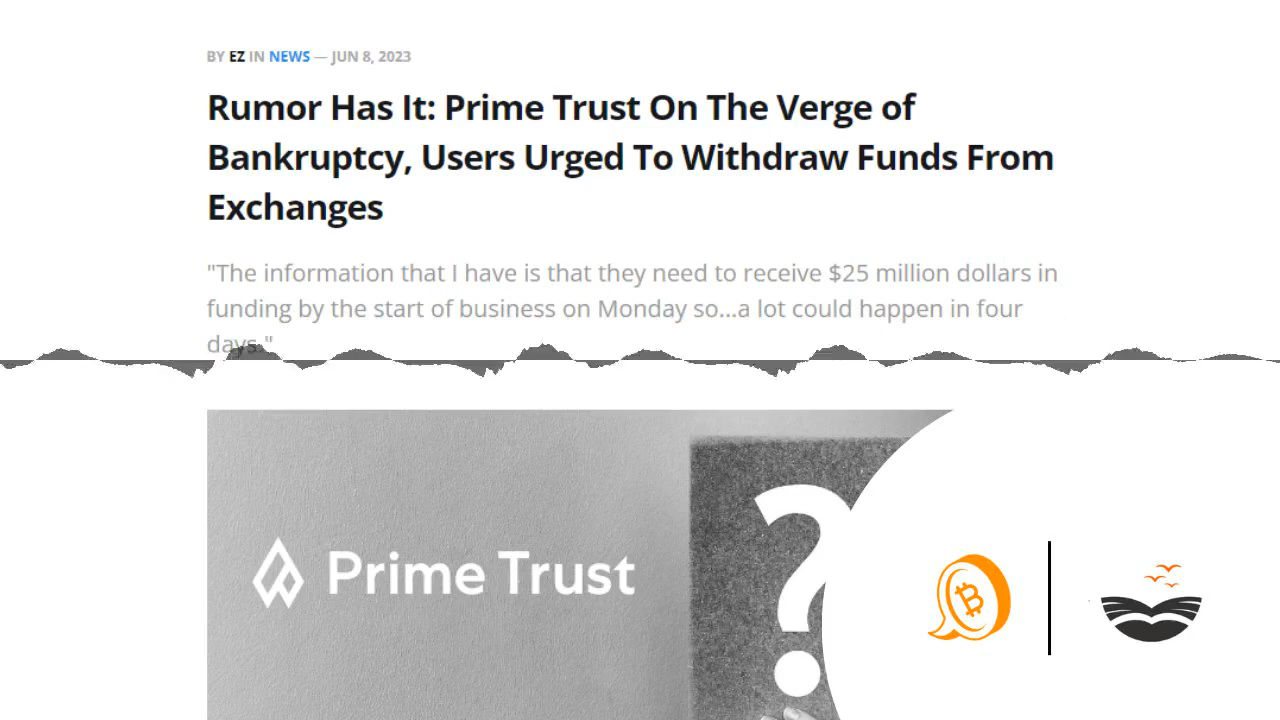 BY EZ IN NEWS — JUN 8, 2023
Rumor Has It: Prime Trust On The Verge of
Bankruptcy, Users Urged To Withdraw Funds From
Exchanges
"The information that I have is that they need to receive $25 million dollars in
funding by the start of business on Monday so...a lot could happen in four
days."
Prime Trust
?